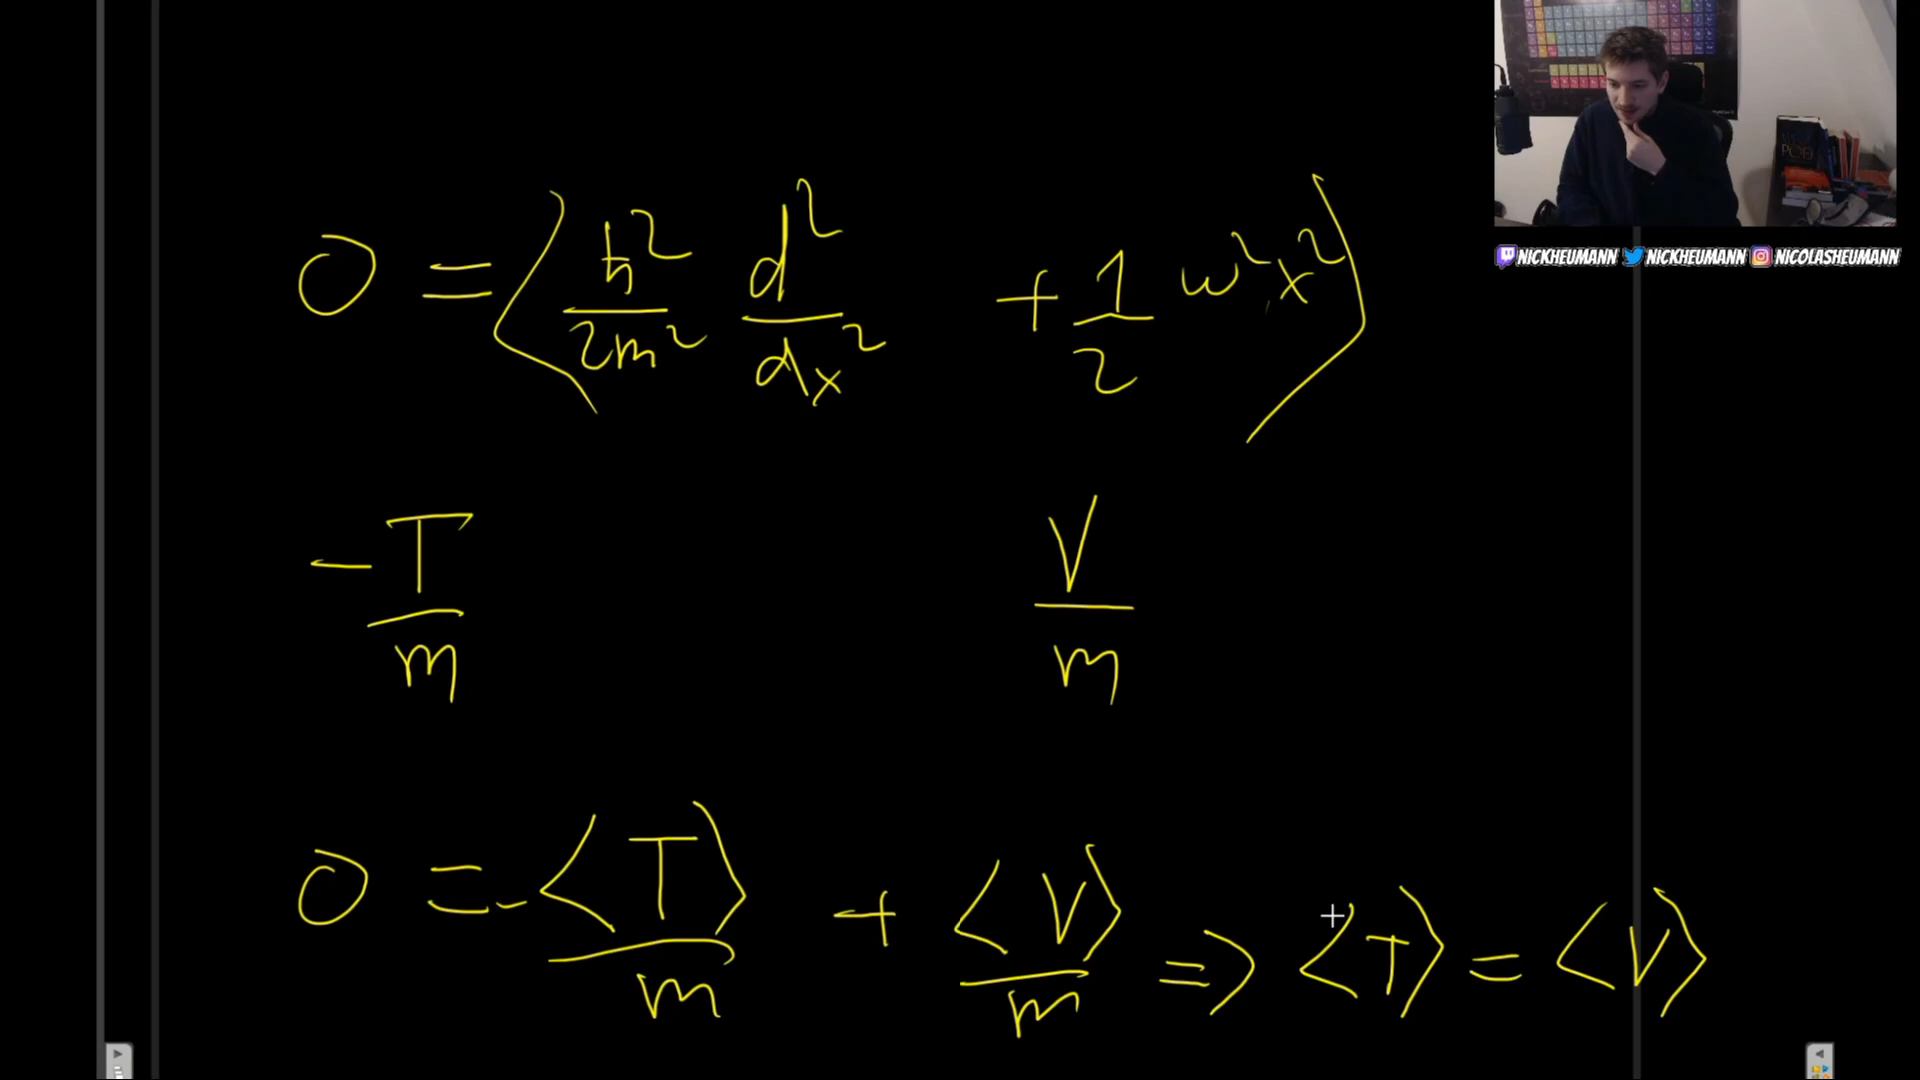 NICKHEUMANN NICKHEUMANN NICOLASHEUMANN
0 = ⟨ ħ²/2m² d²/dx² + 1/2 ω²x² ⟩
-T/m V/m
0 = -⟨T⟩/m + ⟨V⟩/m ⇒ ⟨T⟩ = ⟨V⟩